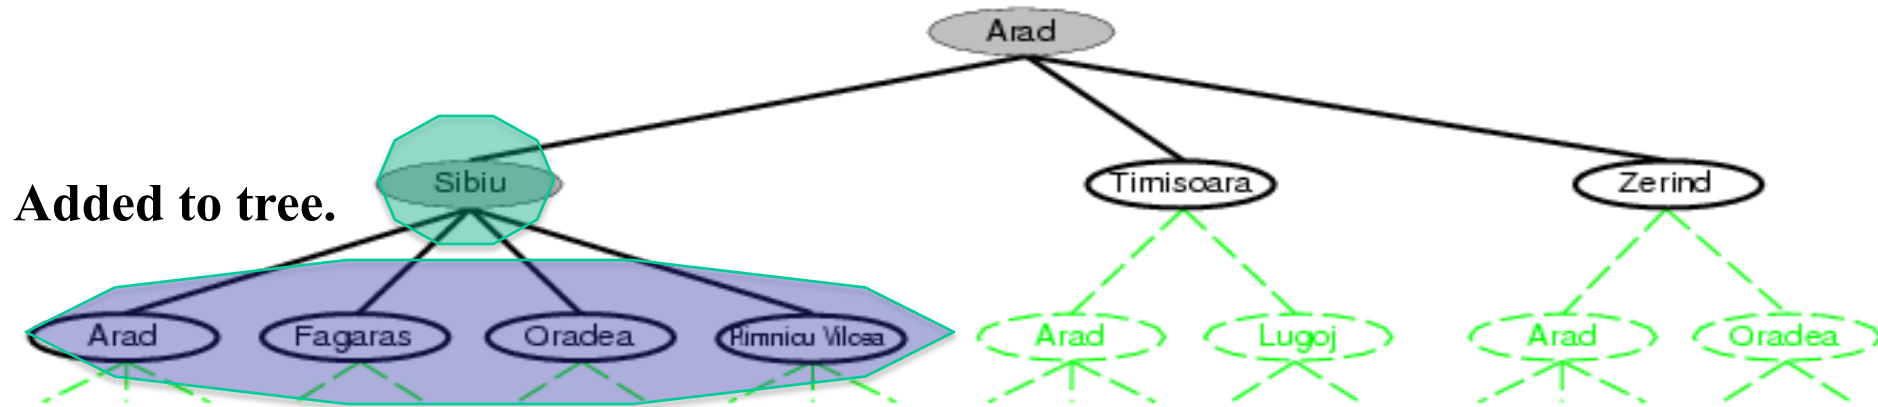 Arad
Sibiu
Timisoara
Zerind
Added to tree.
Arad
Fagaras
Oradea
Rimnicu Vilcea
Arad
Lugoj
Arad
Oradea